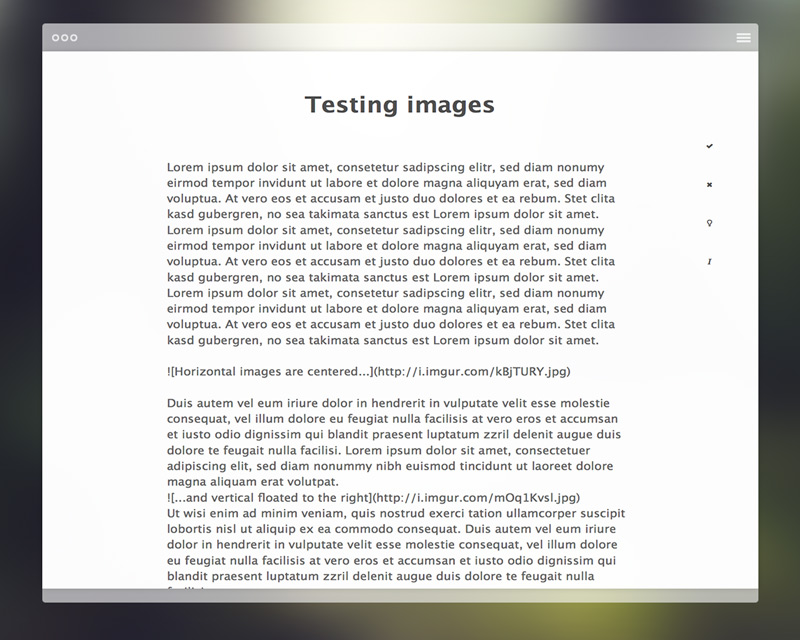 Testing images
Lorem ipsum dolor sit amet, consetetur sadipscing elitr, sed diam nonumy
eirmod tempor invidunt ut labore et dolore magna aliquyam erat, sed diam
voluptua. At vero eos et accusam et justo duo dolores et ea rebum. Stet clita
kasd gubergren, no sea takimata sanctus est Lorem ipsum dolor sit amet.
Lorem ipsum dolor sit amet, consetetur sadipscing elitr, sed diam nonumy
eirmod tempor invidunt ut labore et dolore magna aliquyam erat, sed diam
voluptua. At vero eos et accusam et justo duo dolores et ea rebum. Stet clita
kasd gubergren, no sea takimata sanctus est Lorem ipsum dolor sit amet.
Lorem ipsum dolor sit amet, consetetur sadipscing elitr, sed diam nonumy
eirmod tempor invidunt ut labore et dolore magna aliquyam erat, sed diam
voluptua. At vero eos et accusam et justo duo dolores et ea rebum. Stet clita
kasd gubergren, no sea takimata sanctus est Lorem ipsum dolor sit amet.
![Horizontal images are centered...](http://i.imgur.com/kBjTURY.jpg)
Duis autem vel eum iriure dolor in hendrerit in vulputate velit esse molestie
consequat, vel illum dolore eu feugiat nulla facilisis at vero eros et accumsan
et iusto odio dignissim qui blandit praesent luptatum zzril delenit augue duis
dolore te feugait nulla facilisi. Lorem ipsum dolor sit amet, consectetuer
adipiscing elit, sed diam nonummy nibh euismod tincidunt ut laoreet dolore
magna aliquam erat volutpat.
![...and vertical floated to the right](http://i.imgur.com/mOq1Kvsl.jpg)
Ut wisi enim ad minim veniam, quis nostrud exerci tation ullamcorper suscipit
lobortis nisl ut aliquip ex ea commodo consequat. Duis autem vel eum iriure
dolor in hendrerit in vulputate velit esse molestie consequat, vel illum dolore
eu feugiat nulla facilisis at vero eros et accumsan et iusto odio dignissim qui
blandit praesent luptatum zzril delenit augue duis dolore te feugait nulla